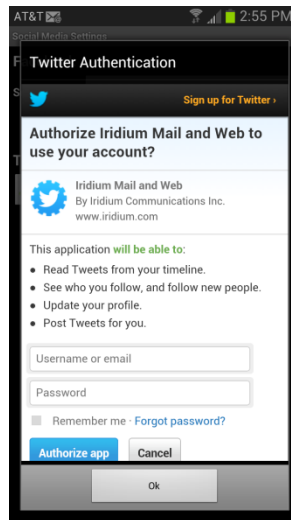 AT&T 2:55 PM
Social Media Settings
Twitter Authentication
Sign up for Twitter ›
Authorize Iridium Mail and Web to
use your account?
Iridium Mail and Web
By Iridium Communications Inc.
www.iridium.com
This application will be able to:
• Read Tweets from your timeline.
• See who you follow, and follow new people.
• Update your profile.
• Post Tweets for you.
Username or email
Password
Remember me · Forgot password?
Authorize app Cancel
Ok